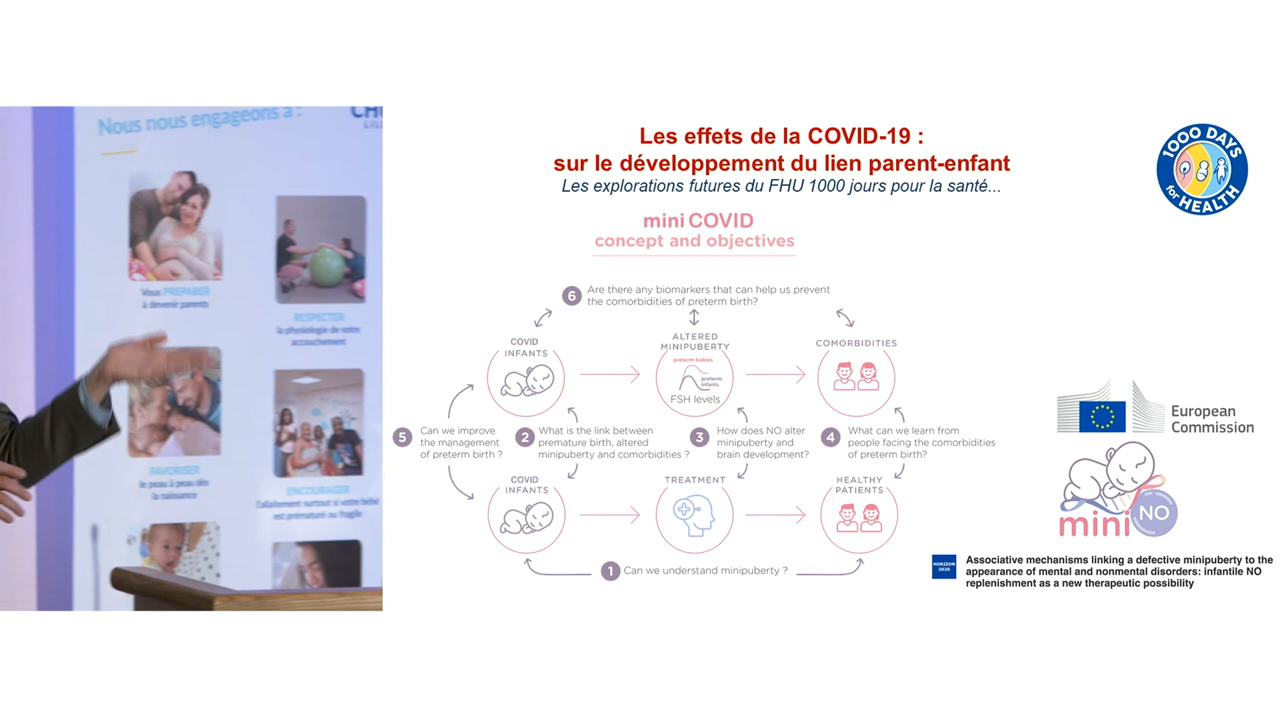 Nous nous engageons à :
CHU
Vous PREPARER
à devenir parents
RESPECTER
la physiologie de votre
accouchement
FAVORISER
le peau à peau dès
la naissance
ENCOURAGER
l'allaitement surtout si votre bébé
est prématuré ou fragile
Les effets de la COVID-19 :
sur le développement du lien parent-enfant
Les explorations futures du FHU 1000 jours pour la santé...
1000 DAYS
for HEALTH
mini COVID
concept and objectives
6 Are there any biomarkers that can help us prevent
the comorbidities of preterm birth?
COVID
INFANTS
ALTERED
MINIPUBERTY
preterm babies
preterm
infants
FSH levels
COMORBIDITIES
5 Can we improve
the management
of preterm birth ?
2 What is the link between
premature birth, altered
minipuberty and comorbidities ?
3 How does NO alter
minipuberty and
brain development?
4 What can we learn from
people facing the comorbidities
of preterm birth?
COVID
INFANTS
TREATMENT
HEALTHY
PATIENTS
1 Can we understand minipuberty ?
European
Commission
mini NO
HORIZON
2020
Associative mechanisms linking a defective minipuberty to the
appearance of mental and nonmental disorders: infantile NO
replenishment as a new therapeutic possibility